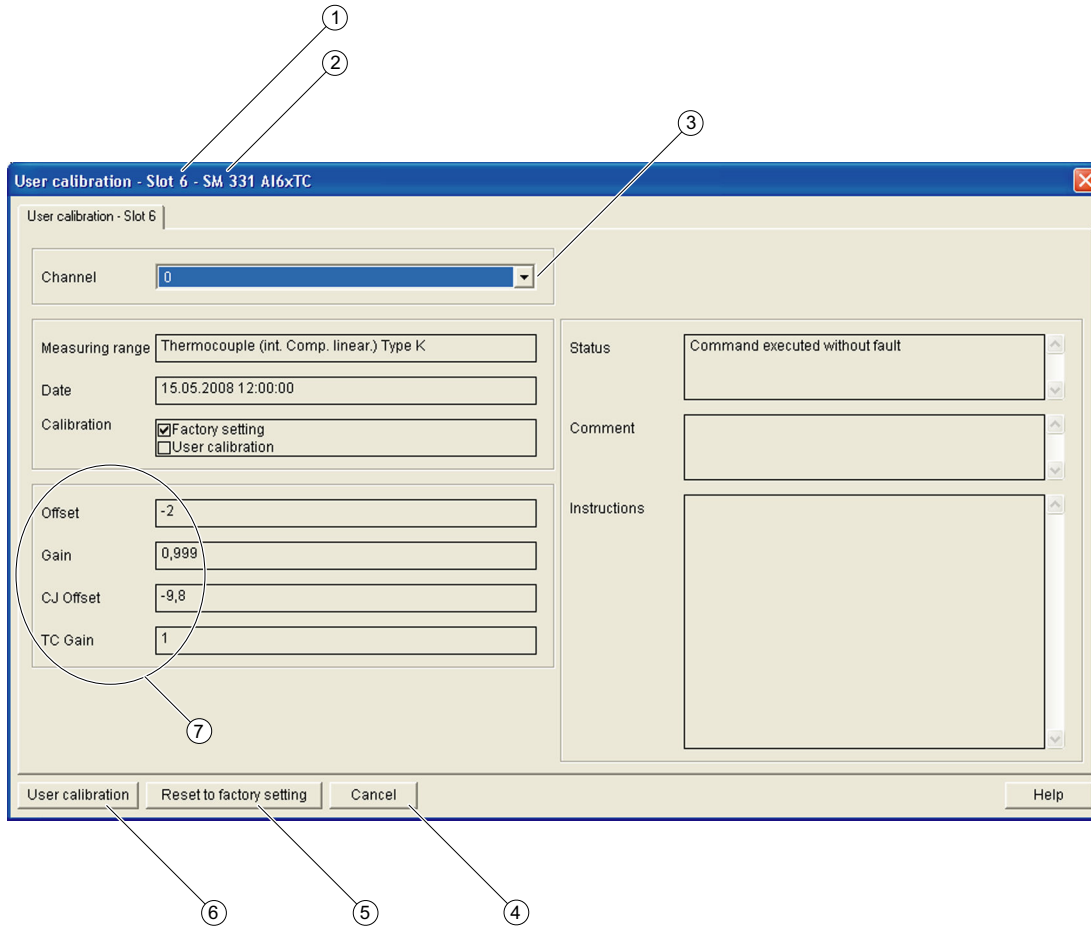 ①
②
③
User calibration - Slot 6 - SM 331 AI6xTC
User calibration - Slot 6
Channel 0
Measuring range Thermocouple (int. Comp. linear.) Type K
Date 15.05.2008 12:00:00
Calibration Factory setting
User calibration
Offset -2
Gain 0,999
CJ Offset -9,8
TC Gain 1
Status Command executed without fault
Comment
Instructions
⑦
User calibration Reset to factory setting Cancel Help
⑥ ⑤ ④